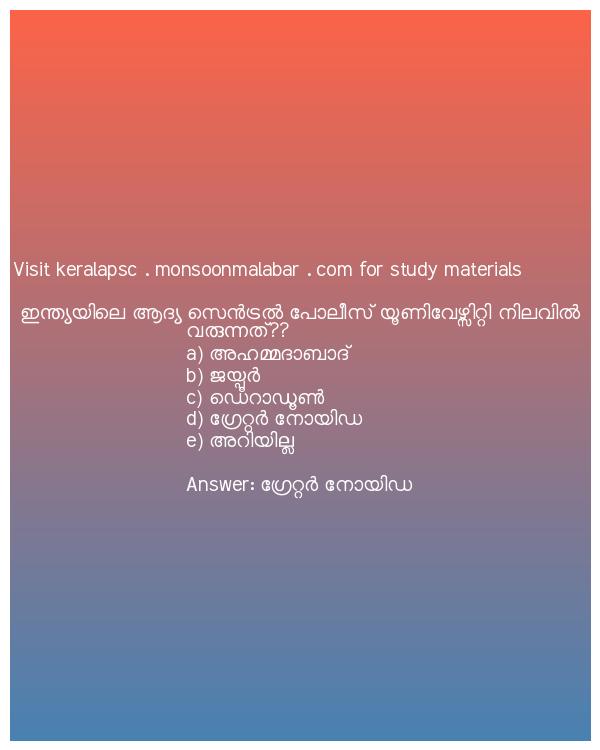 Visit keralapsc . monsoonmalabar . com for study materials
ഇന്ത്യയിലെ ആദ്യ സെൻട്രൽ പോലീസ് യൂണിവേഴ്സിറ്റി നിലവിൽ
വരുന്നത്??
a) അഹമ്മദാബാദ്
b) ജയ്പൂർ
c) ഡെറാഡൂൺ
d) ഗ്രേറ്റർ നോയിഡ
e) അറിയില്ല
Answer: ഗ്രേറ്റർ നോയിഡ